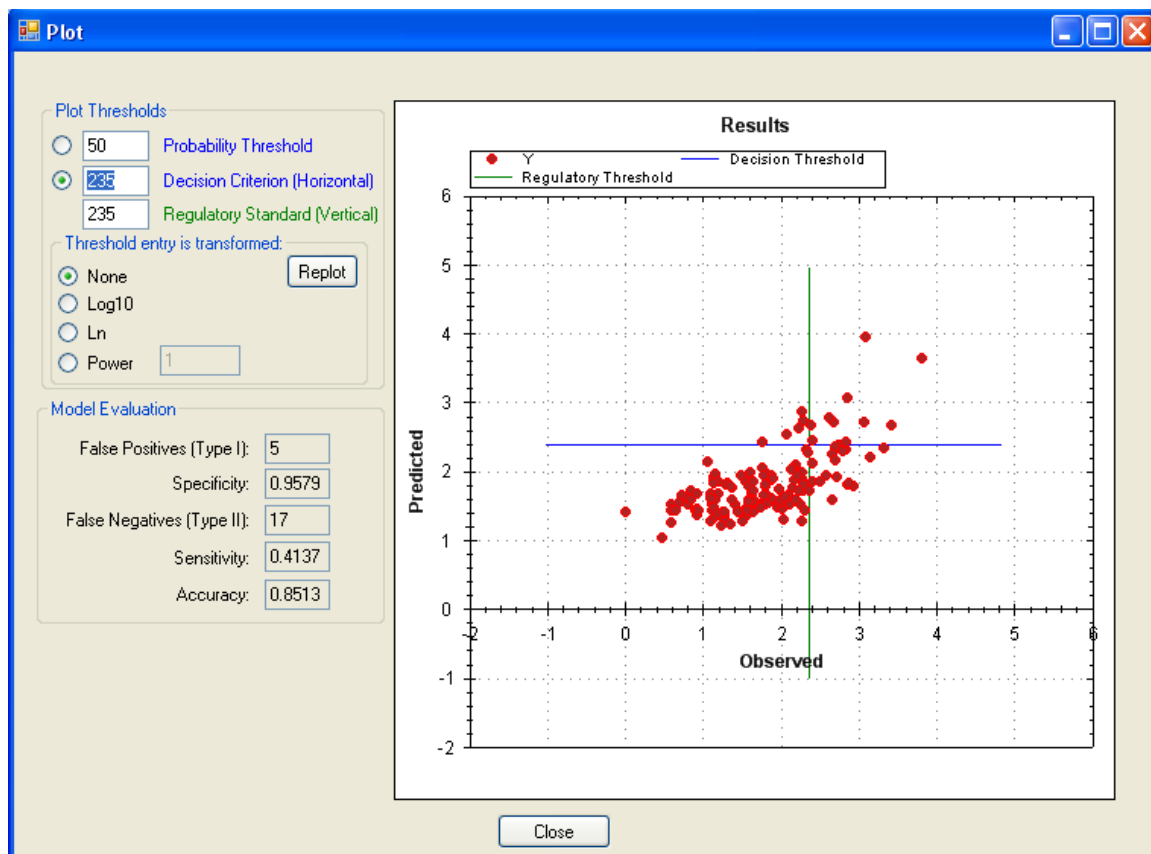 Plot
Plot Thresholds
50 Probability Threshold
235 Decision Criterion (Horizontal)
235 Regulatory Standard (Vertical)
Threshold entry is transformed:
None Replot
Log10
Ln
Power 1
Model Evaluation
False Positives (Type I): 5
Specificity: 0.9579
False Negatives (Type II): 17
Sensitivity: 0.4137
Accuracy: 0.8513
Results
Y Decision Threshold
Regulatory Threshold
6
5
4
3
2
1
0
-1
-2
Predicted
-2 -1 0 1 2 3 4 5 6
Observed
Close